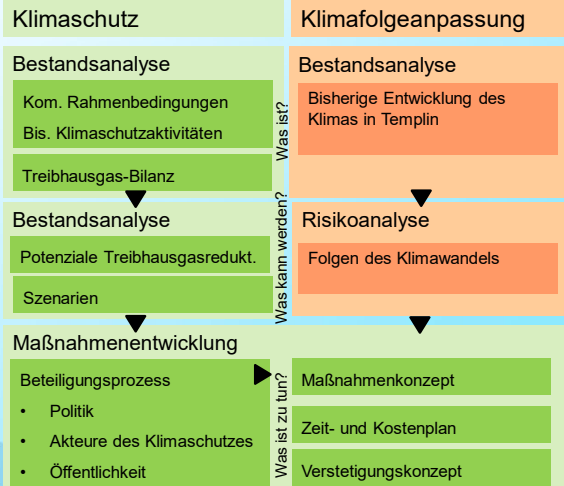 Klimaschutz
Klimafolgeanpassung
Bestandsanalyse
Kom. Rahmenbedingungen
Bis. Klimaschutzaktivitäten
Treibhausgas-Bilanz
Was ist?
Bestandsanalyse
Bisherige Entwicklung des
Klimas in Templin
Bestandsanalyse
Potenziale Treibhausgasredukt.
Szenarien
Was kann werden?
Risikoanalyse
Folgen des Klimawandels
Maßnahmenentwicklung
Beteiligungsprozess
• Politik
• Akteure des Klimaschutzes
• Öffentlichkeit
Was ist zu tun?
Maßnahmenkonzept
Zeit- und Kostenplan
Verstetigungskonzept